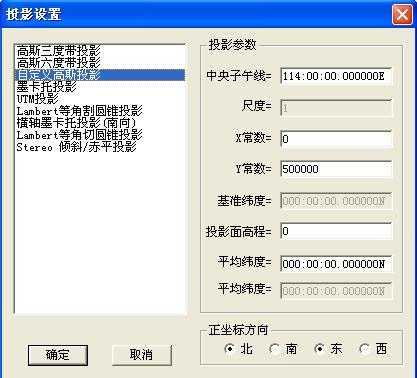 投影设置
高斯三度带投影
高斯六度带投影
自定义高斯投影
墨卡托投影
UTM投影
Lambert等角割圆锥投影
横轴墨卡托投影(南向)
Lambert等角切圆锥投影
Stereo 倾斜/赤平投影
投影参数
中央子午线= 114:00:00.000000E
尺度= 1
X常数= 0
Y常数= 500000
基准纬度= 000:00:00.000000N
投影面高程= 0
平均纬度= 000:00:00.000000N
平均纬度= 000:00:00.000000N
正坐标方向
北 南 东 西
确定 取消